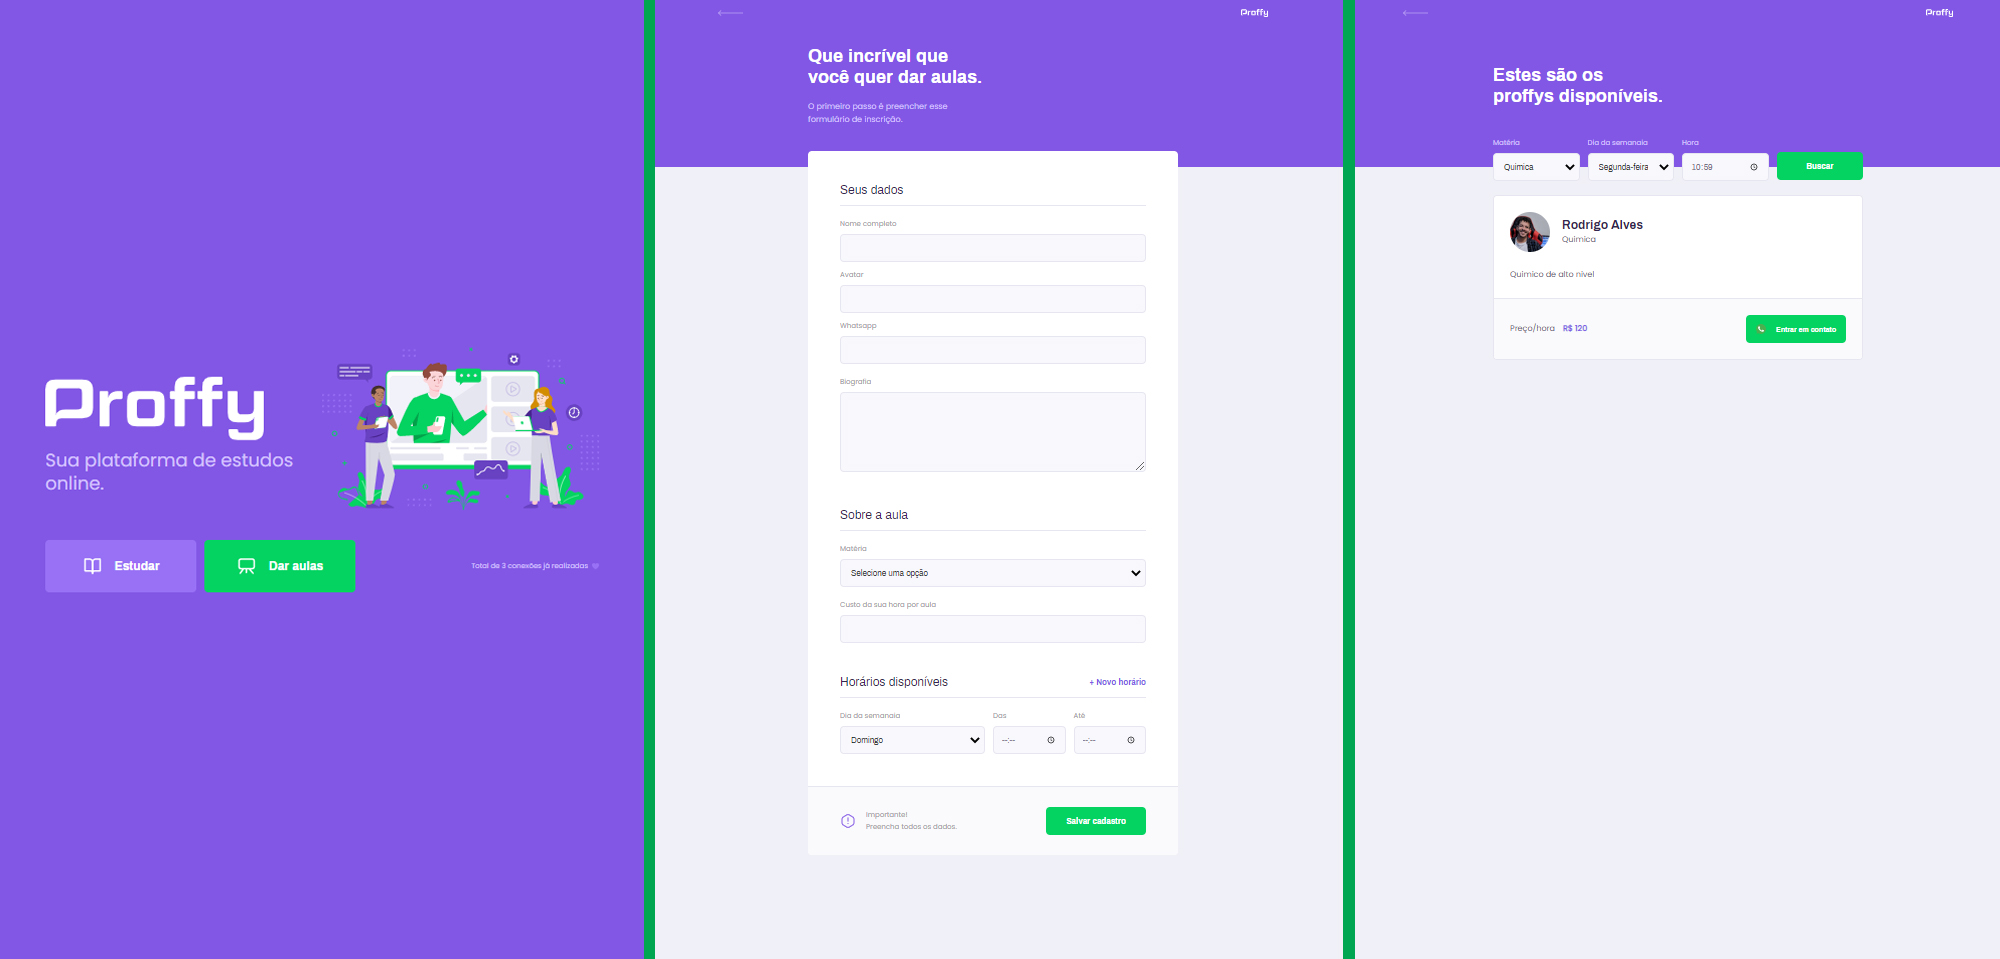 Proffy
Sua plataforma de estudos
online.
Estudar
Dar aulas
Total de 3 conexões já realizadas
Proffy
Que incrível que
você quer dar aulas.
O primeiro passo é preencher esse
formulário de inscrição.
Seus dados
Nome completo
Avatar
Whatsapp
Biografia
Sobre a aula
Matéria
Selecione uma opção
Custo da sua hora por aula
Horários disponíveis
+ Novo horário
Dia da semanaia
Das
Até
Domingo
--:--
--:--
Importante!
Preencha todos os dados.
Salvar cadastro
Proffy
Estes são os
proffys disponíveis.
Matéria
Dia da semanaia
Hora
Quimica
Segunda-feira
10:59
Buscar
Rodrigo Alves
Quimica
Quimico de alto nivel
Preço/hora
R$ 120
Entrar em contato